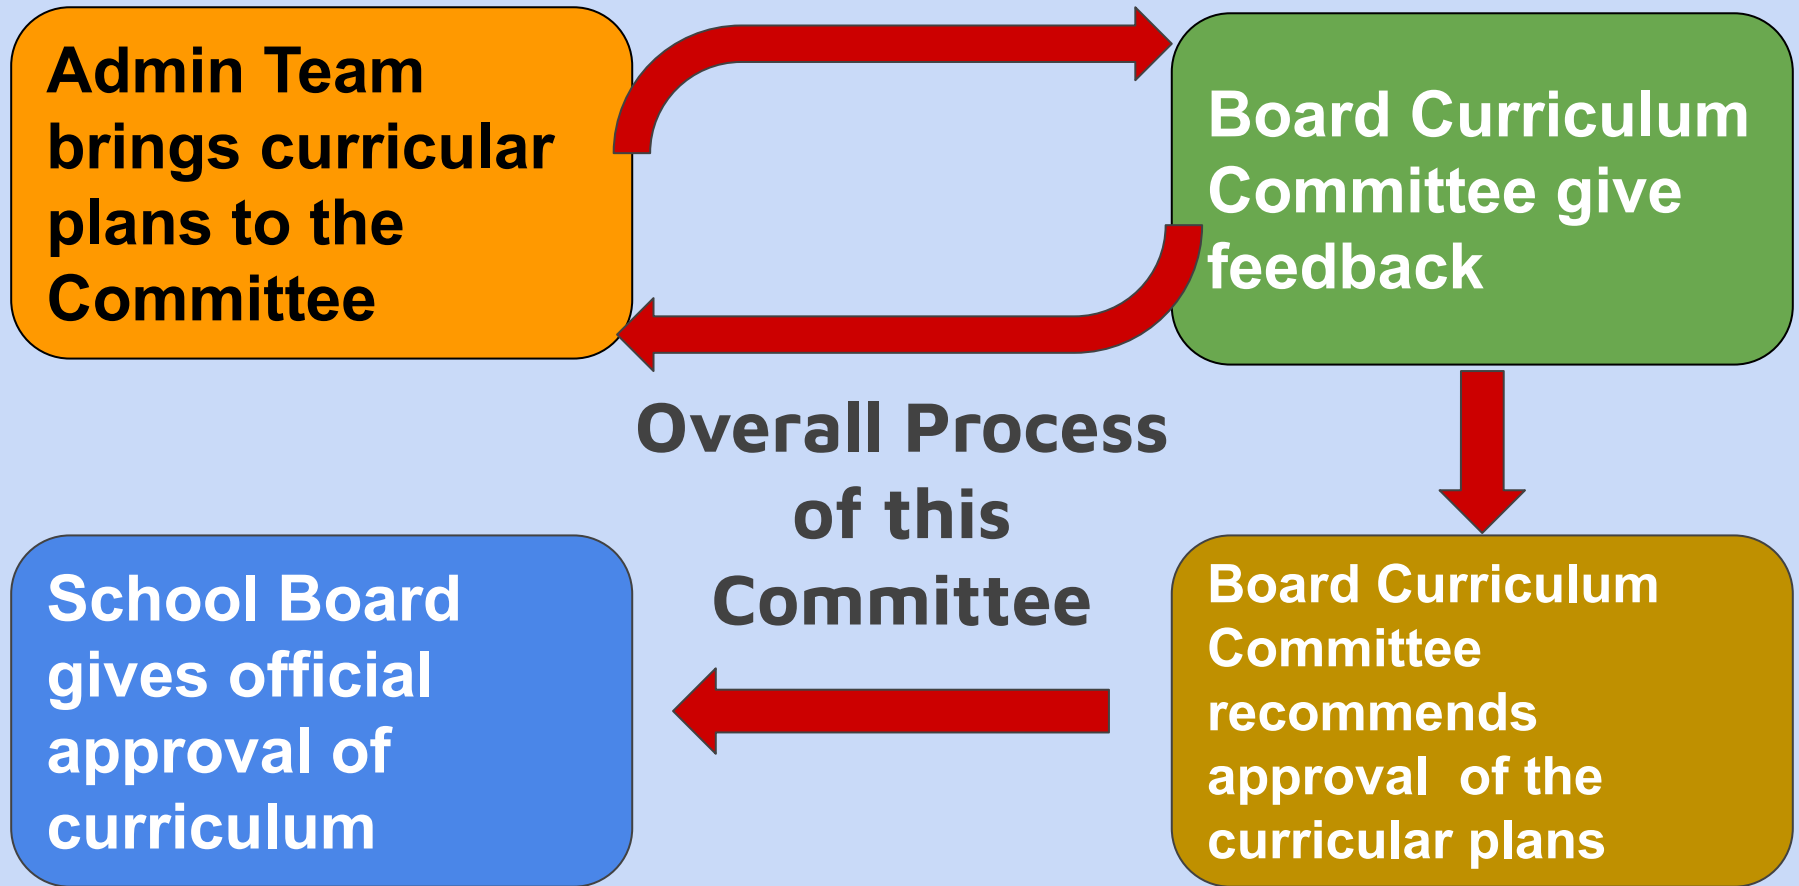 Admin Team
brings curricular
plans to the
Committee
Board Curriculum
Committee give
feedback
Overall Process
of this
Committee
School Board
gives official
approval of
curriculum
Board Curriculum
Committee
recommends
approval  of the
curricular plans